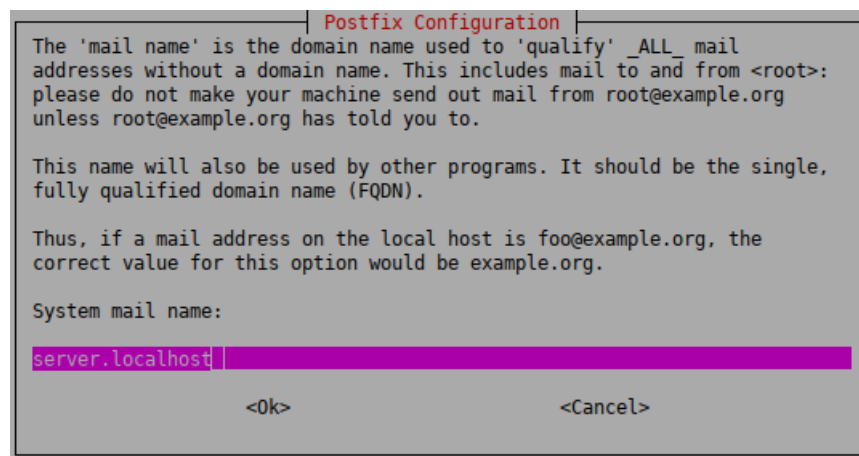 Postfix Configuration
The 'mail name' is the domain name used to 'qualify' _ALL_ mail
addresses without a domain name. This includes mail to and from <root>:
please do not make your machine send out mail from root@example.org
unless root@example.org has told you to.
This name will also be used by other programs. It should be the single,
fully qualified domain name (FQDN).
Thus, if a mail address on the local host is foo@example.org, the
correct value for this option would be example.org.
System mail name:
server.localhost
<Ok> <Cancel>